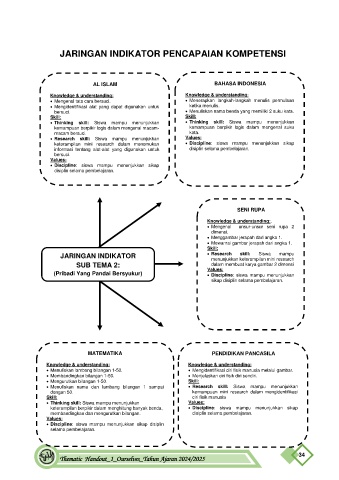 JARINGAN INDIKATOR PENCAPAIAN KOMPETENSI
AL ISLAM
Knowledge & understanding:
• Mengenal tata cara bersuci.
• Mengidentifikasi alat yang dapat digunakan untuk
bersuci.
Skill:
• Thinking skill: Siswa mampu menunjukkan
kemampuan berpikir logis dalam mengenal macam-
macam bersuci.
• Research skill: Siswa mampu menunjukkan
keterampilan mini research dalam menemukan
informasi tentang alat-alat yang digunakan untuk
bersuci.
Values:
• Discipline: siswa mampu menunjukkan sikap
disiplin selama pembelajaran.
BAHASA INDONESIA
Knowledge & understanding:
• Menerapkan langkah-langkah menulis permulaan
ketika menulis.
• Menuliskan nama benda yang memiliki 2 suku kata.
Skill:
• Thinking skill: Siswa mampu menunjukkan
kemampuan berpikir logis dalam mengenal suku
kata.
Values:
• Discipline: siswa mampu menunjukkan sikap
disiplin selama pembelajaran.
SENI RUPA
Knowledge & understanding:
• Mengenal unsur-unsur seni rupa 2
dimensi.
• Menggambar jerapah dari angka 1.
• Mewarnai gambar jerapah dari angka 1.
Skill:
• Research skill: Siswa mampu
menunjukkan keterampilan mini research
dalam membuat karya gambar 2 dimensi
Values:
• Discipline: siswa mampu menunjukkan
sikap disiplin selama pembelajaran.
JARINGAN INDIKATOR
SUB TEMA 2:
(Pribadi Yang Pandai Bersyukur)
MATEMATIKA
Knowledge & understanding:
• Menuliskan lambang bilangan 1-50.
• Membandingkan bilangan 1-50.
• Mengurutkan bilangan 1-50.
• Menuliskan nama dan lambang bilangan 1 sampai
dengan 50
Skill:
• Thinking skill: Siswa mampu menunjukkan
keterampilan berpikir dalam menghitung banyak benda,
membandingkan dan mengurutkan bilangan.
Values:
• Discipline: siswa mampu menunjukkan sikap disiplin
selama pembelajaran.
PENDIDIKAN PANCASILA
Knowledge & understanding:
• Mengidentifikasi ciri fisik manusia melalui gambar.
• Menjelaskan ciri fisik diri sendiri.
Skill:
• Research skill: Siswa mampu menunjukkan
kemampuan mini research dalam mengidentifikasi
ciri fisik manusia
Values:
• Discipline: siswa mampu menunjukkan sikap
disiplin selama pembelajaran.
Thematic Handout_1_Ourselves_Tahun Ajaran 2024/2025
34